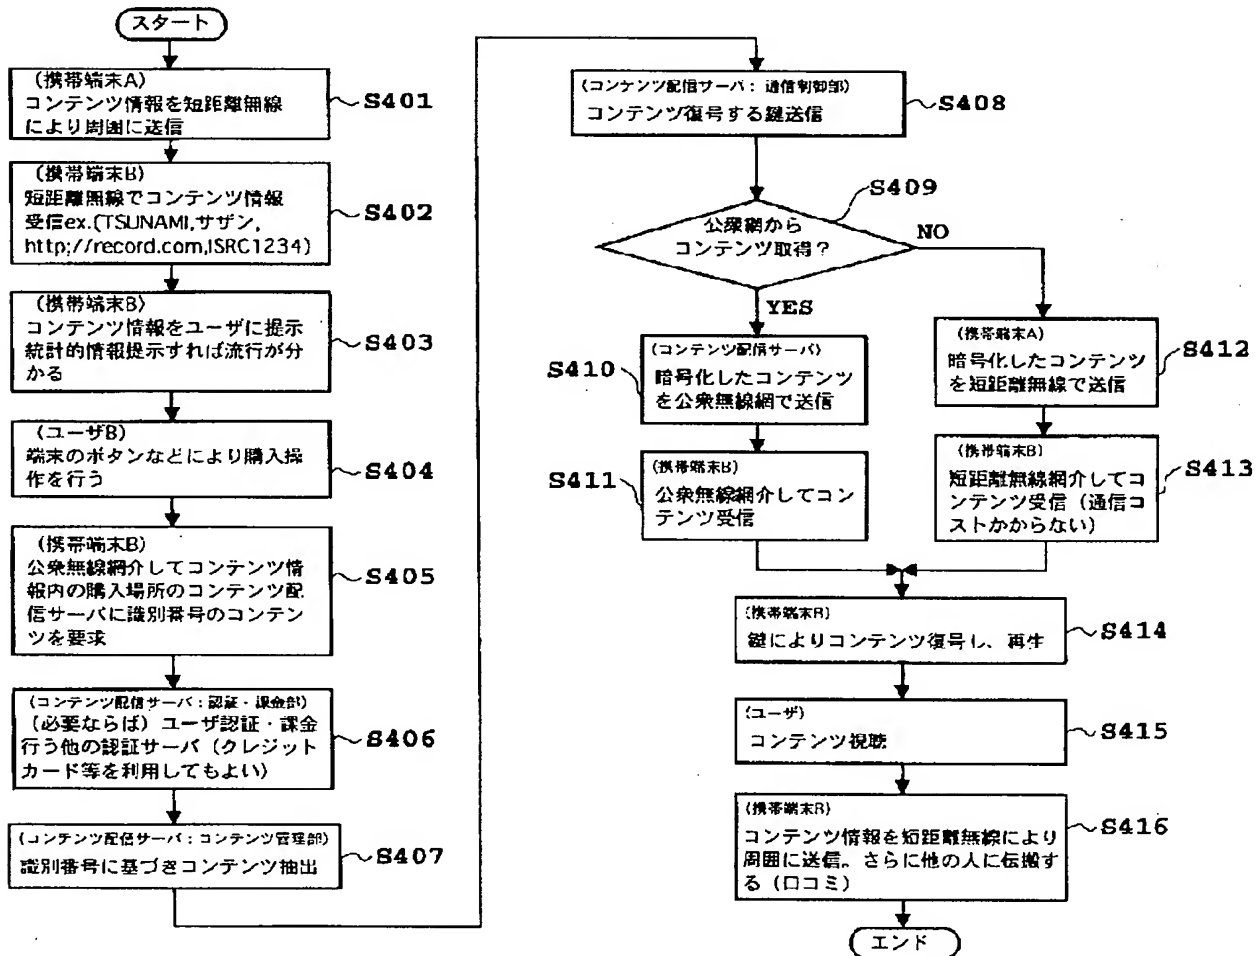 スタート
(携帯端末A)
コンテンツ情報を短距離無線
により周囲に送信
S401
(携帯端末B)
短距離無線でコンテンツ情報
受信ex.(TSUNAMI,サザン,
http;//record.com,ISRC1234)
S402
(携帯端末B)
コンテンツ情報をユーザに提示
統計的情報提示すれば流行が分
かる
S403
(ユーザB)
端末のボタンなどにより購入操
作を行う
S404
(携帯端末B)
公衆無線網介してコンテンツ情
報内の購入場所のコンテンツ配
信サーバに識別番号のコンテン
ツを要求
S405
(コンテンツ配信サーバ：認証・課金部)
(必要ならば) ユーザ認証・課金
行う他の認証サーバ (クレジット
カード等を利用してもよい)
S406
(コンテンツ配信サーバ：コンテンツ管理部)
識別番号に基づきコンテンツ抽出
S407
(コンテンツ配信サーバ：通信制御部)
コンテンツ復号する鍵送信
S408
公衆網から
コンテンツ取得？
S409
NO
YES
(コンテンツ配信サーバ)
暗号化したコンテンツ
を公衆無線網で送信
S410
(携帯端末B)
公衆無線網介してコン
テンツ受信
S411
(携帯端末A)
暗号化したコンテンツ
を短距離無線で送信
S412
(携帯端末B)
短距離無線網介してコ
ンテンツ受信 (通信コ
ストかからない)
S413
(携帯端末B)
鍵によりコンテンツ復号し、再生
S414
(ユーザ)
コンテンツ視聴
S415
(携帯端末B)
コンテンツ情報を短距離無線により
周囲に送信。さらに他の人に伝搬す
る (口コミ)
S416
エンド